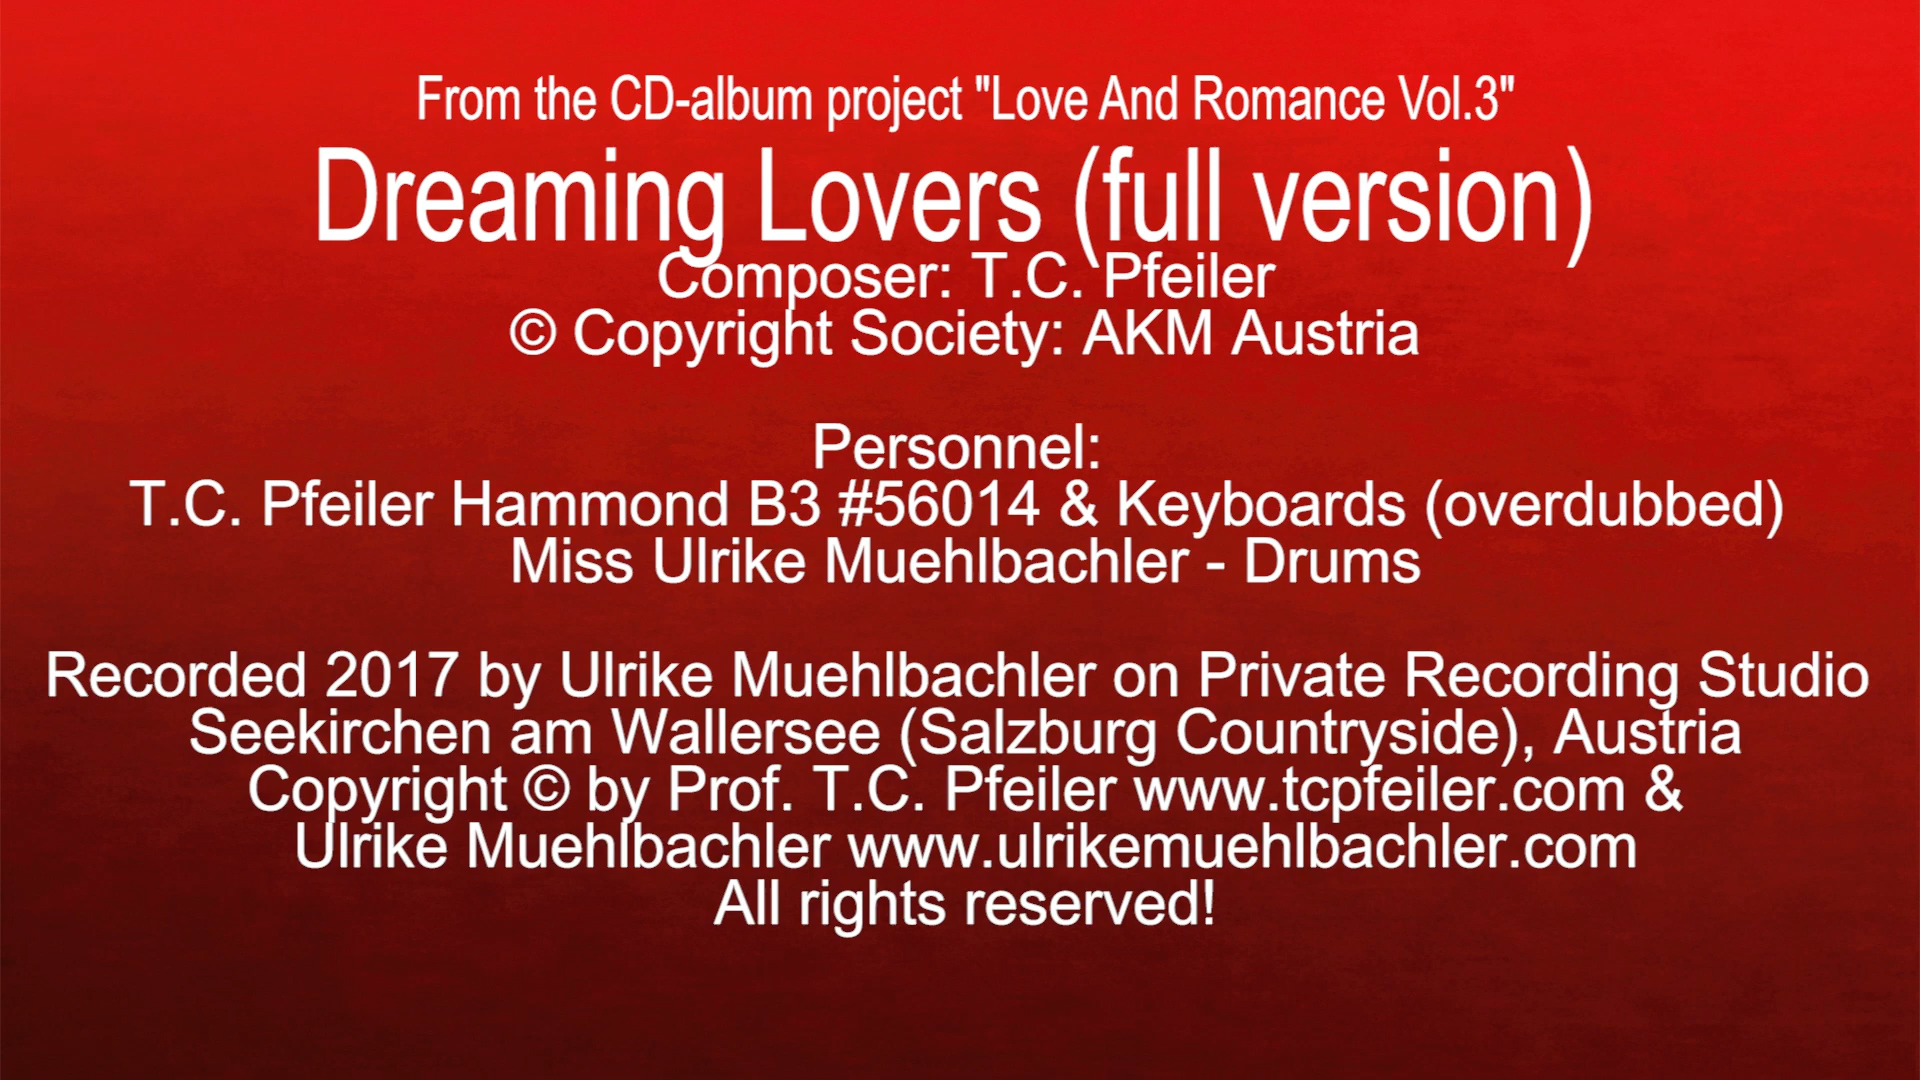 From the CD-album project "Love And Romance Vol.3"
Dreaming Lovers (full version)
Composer: T.C. Pfeiler
© Copyright Society: AKM Austria
Personnel:
T.C. Pfeiler Hammond B3 #56014 & Keyboards (overdubbed)
Miss Ulrike Muehlbachler - Drums
Recorded 2017 by Ulrike Muehlbachler on Private Recording Studio
Seekirchen am Wallersee (Salzburg Countryside), Austria
Copyright © by Prof. T.C. Pfeiler www.tcpfeiler.com &
Ulrike Muehlbachler www.ulrikemuehlbachler.com
All rights reserved!